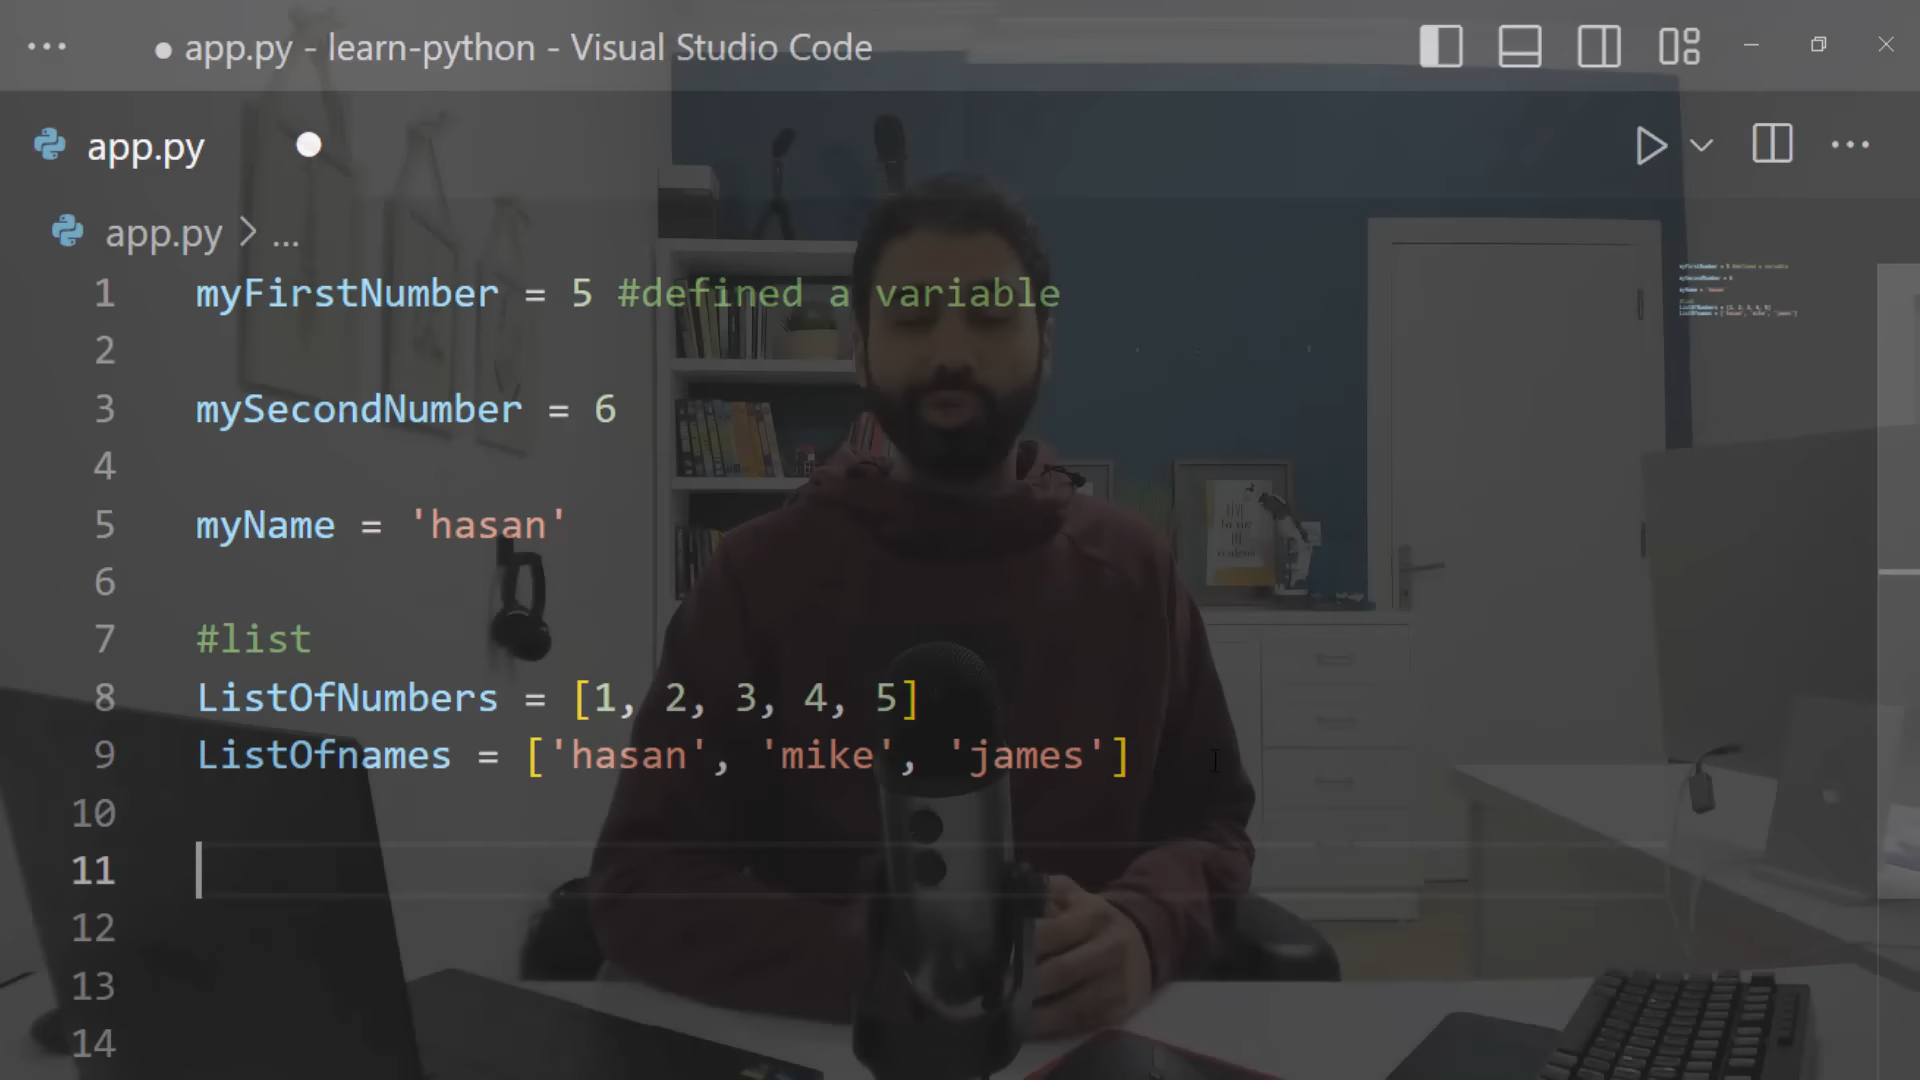 app.py - learn-python - Visual Studio Code
app.py
app.py > ...
1 myFirstNumber = 5 #defined a variable
2
3 mySecondNumber = 6
4
5 myName = 'hasan'
6
7 #list
8 ListOfNumbers = [1, 2, 3, 4, 5]
9 ListOfnames = ['hasan', 'mike', 'james']
10
11
12
13
14